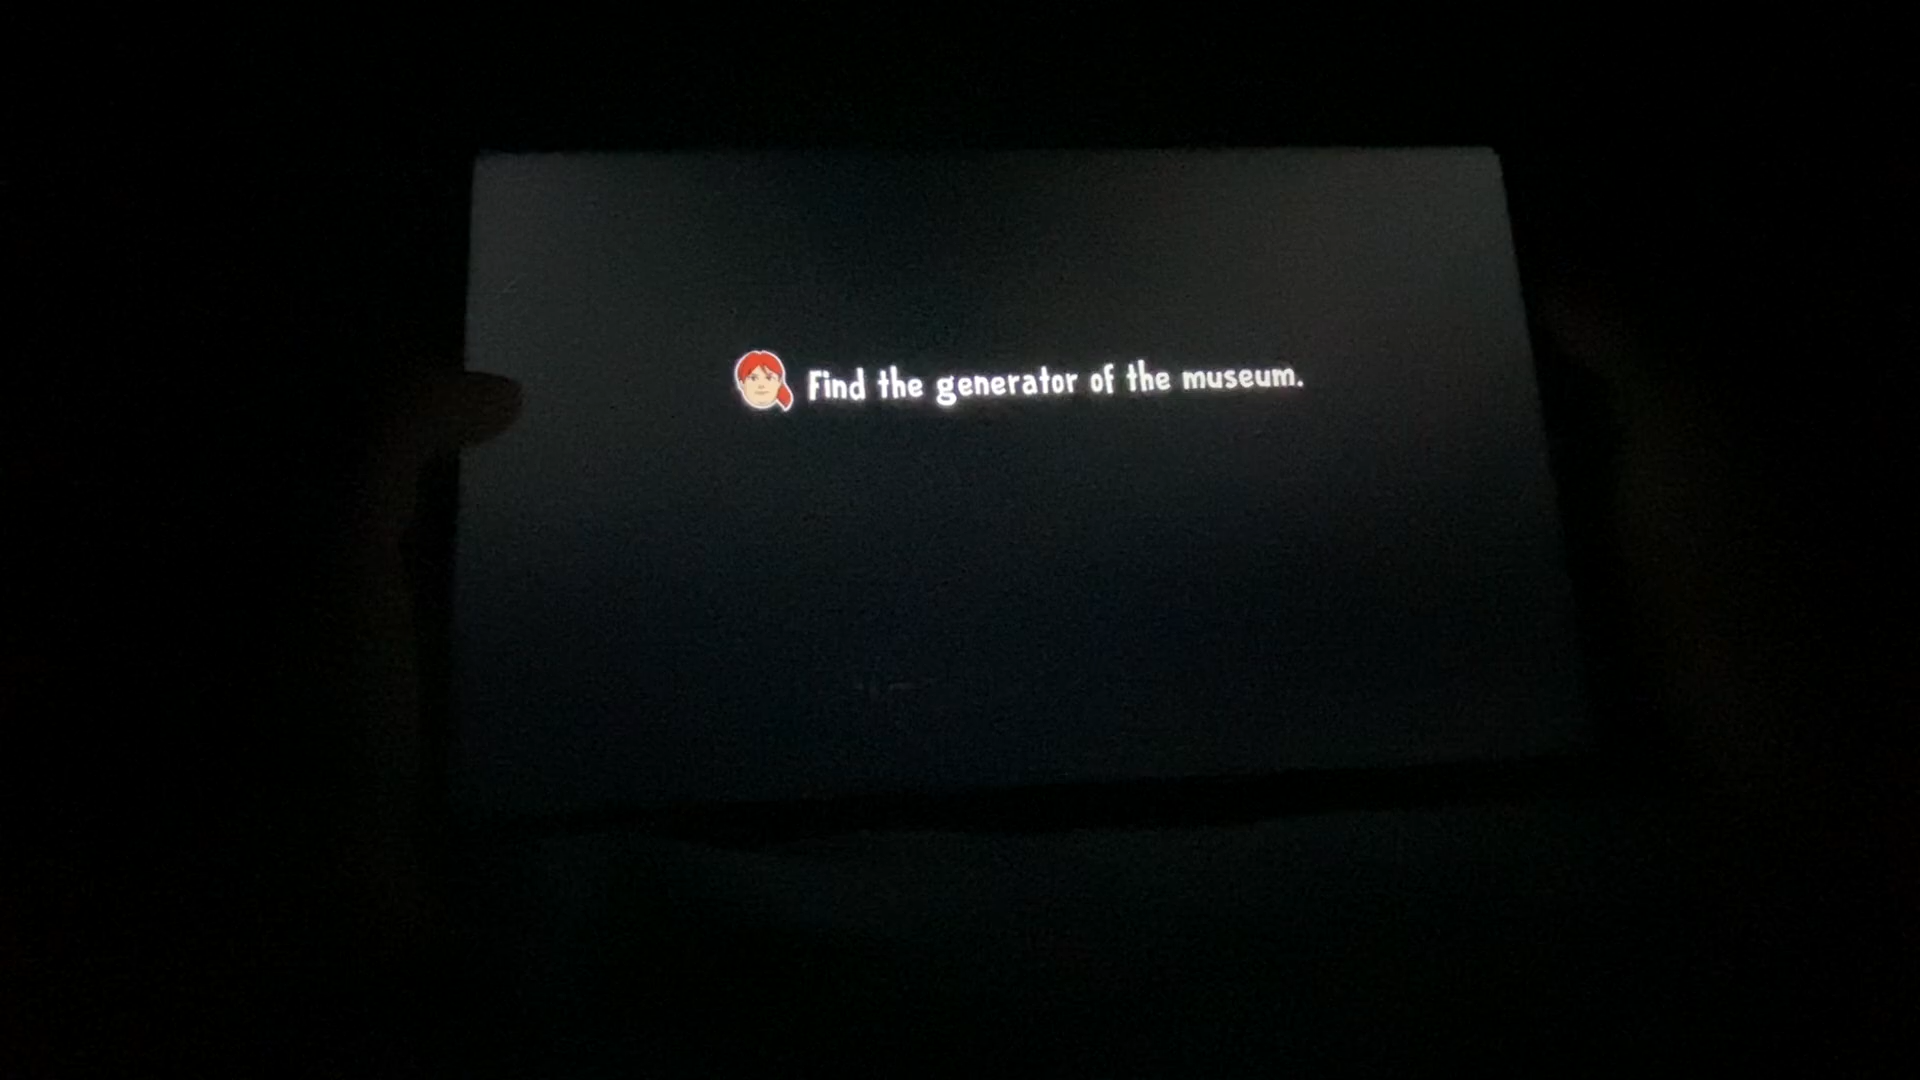 Find the generator of the museum.